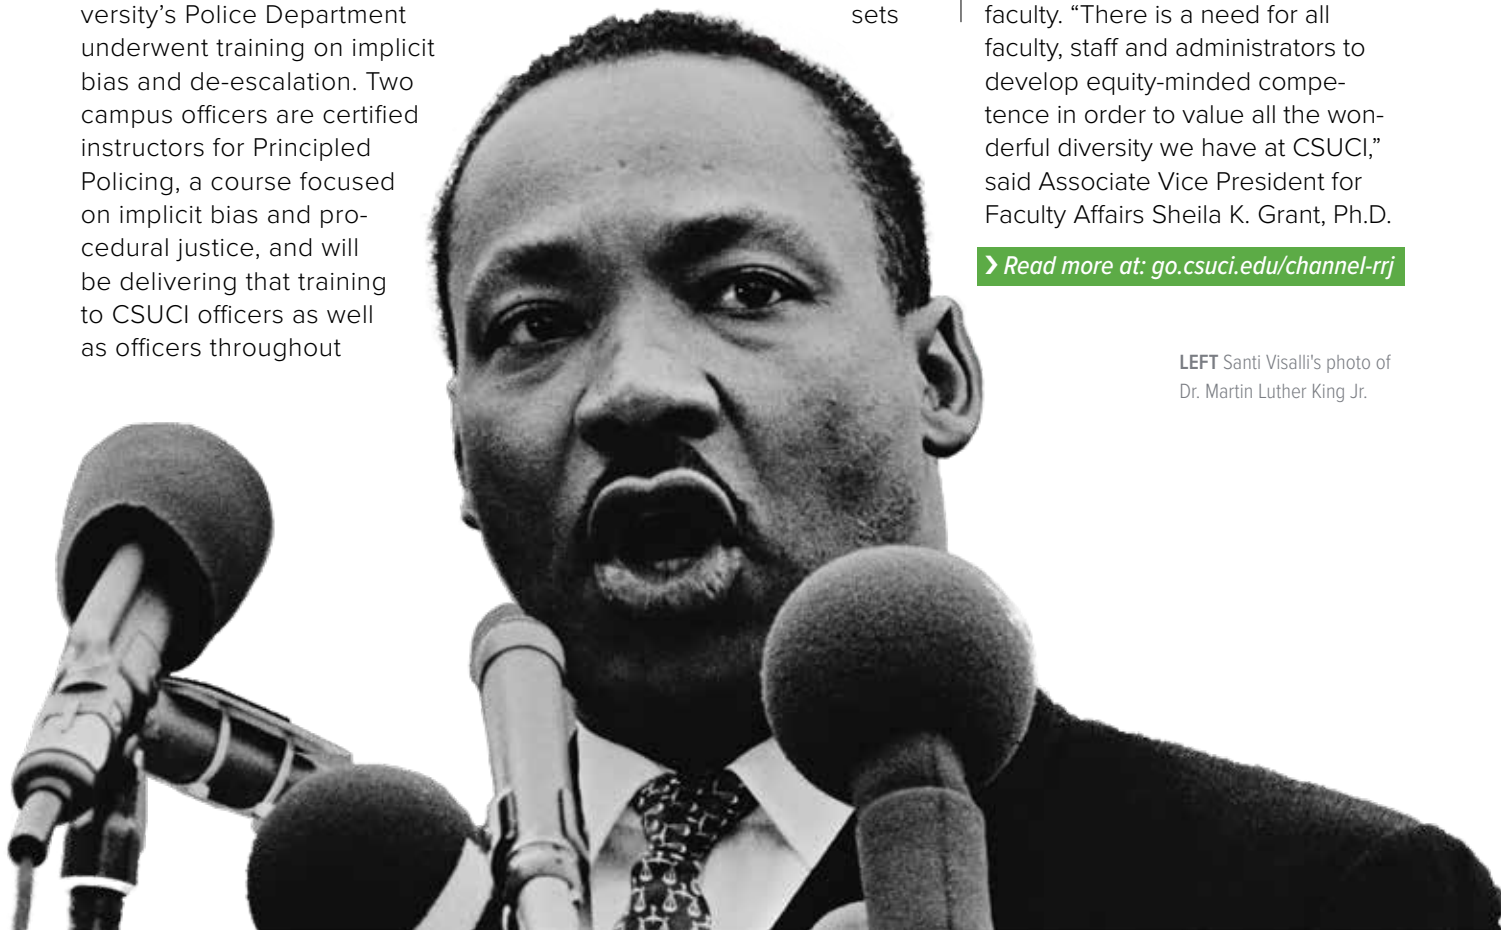 versity’s Police Department
underwent training on implicit
bias and de-escalation. Two
campus officers are certified
instructors for Principled
Policing, a course focused
on implicit bias and pro-
cedural justice, and will
be delivering that training
to CSUCI officers as well
as officers throughout
sets
faculty. “There is a need for all
faculty, staff and administrators to
develop equity-minded compe-
tence in order to value all the won-
derful diversity we have at CSUCI,”
said Associate Vice President for
Faculty Affairs Sheila K. Grant, Ph.D.
❯ Read more at: go.csuci.edu/channel-rrj
LEFT Santi Visalli's photo of
Dr. Martin Luther King Jr.